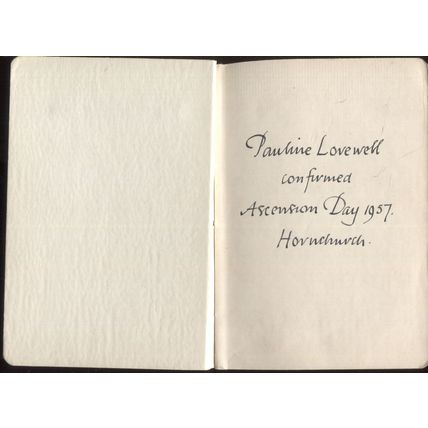 Pauline Lovewell
confirmed
Ascension Day 1957.
Hornchurch.